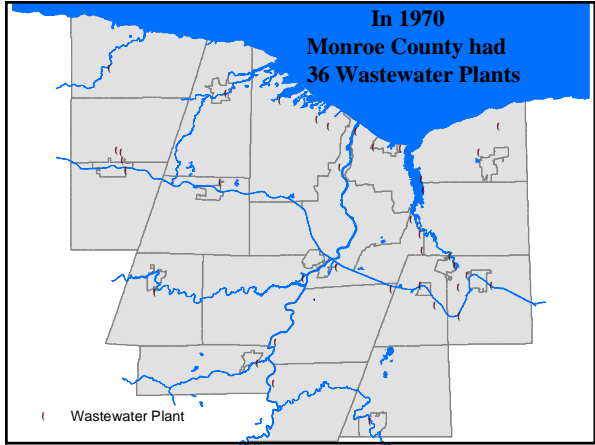 In 1970
Monroe County had
36 Wastewater Plants
Wastewater Plant